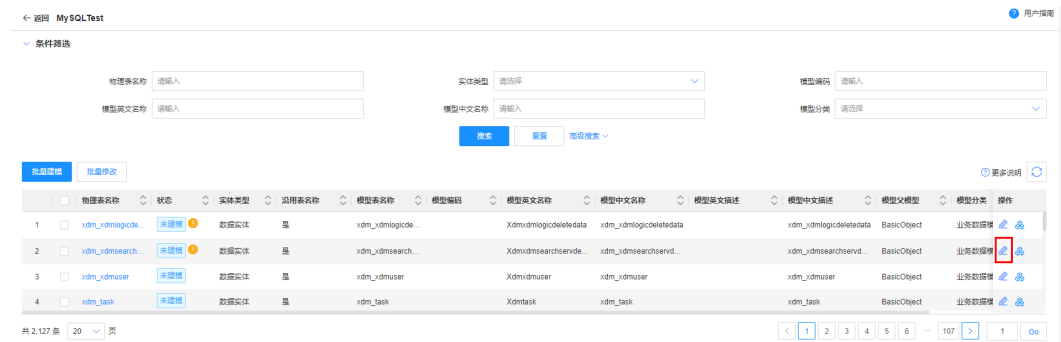 ← 返回 MySQLTest
用户指南
条件筛选
物理表名称 请输入 实体类型 请选择 模型编码 请输入
模型英文名称 请输入 模型中文名称 请输入 模型分类 请选择
搜索 重置 高级搜索
批量建模 批量修改 更多说明
物理表名称 状态 实体类型 沿用表名称 模型表名称 模型编码 模型英文名称 模型中文名称 模型英文描述 模型中文描述 模型父模型 模型分类 操作
1 xdm_xdmlogicde... 未建模 数据实体 是 xdm_xdmlogicde... Xdmxdmlogicdeletedata xdm_xdmlogicdeletedata xdm_xdmlogicdeletedata BasicObject 业务数据模
2 xdm_xdmsearch... 未建模 数据实体 是 xdm_xdmsearch... Xdmxdmsearchservde... xdm_xdmsearchservd... xdm_xdmsearchservd... BasicObject 业务数据模
3 xdm_xdmuser 未建模 数据实体 是 xdm_xdmuser Xdmxdmuser xdm_xdmuser xdm_xdmuser BasicObject 业务数据模
4 xdm_task 未建模 数据实体 是 xdm_task Xdmtask xdm_task xdm_task BasicObject 业务数据模
共 2,127 条 20 页 < 1 2 3 4 5 6 ... 107 > 1 Go